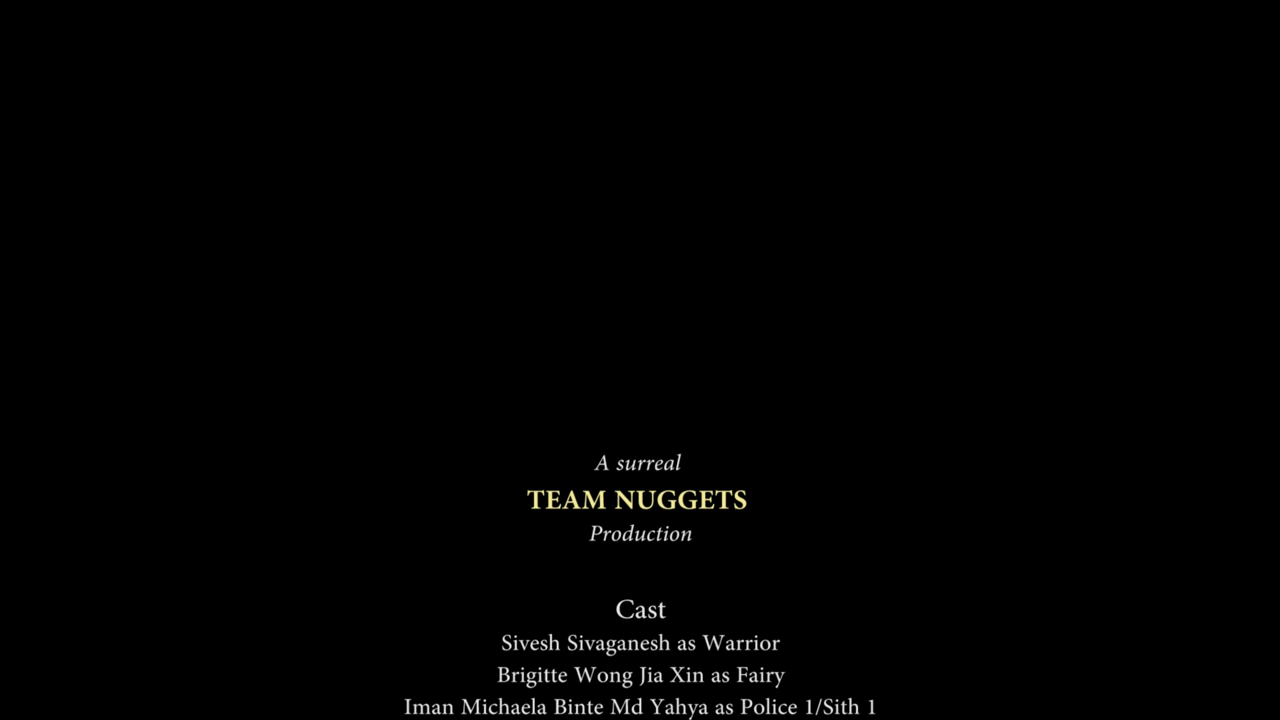 A surreal
TEAM NUGGETS
Production
Cast
Sivesh Sivaganesh as Warrior
Brigitte Wong Jia Xin as Fairy
Iman Michaela Binte Md Yahya as Police 1/Sith 1